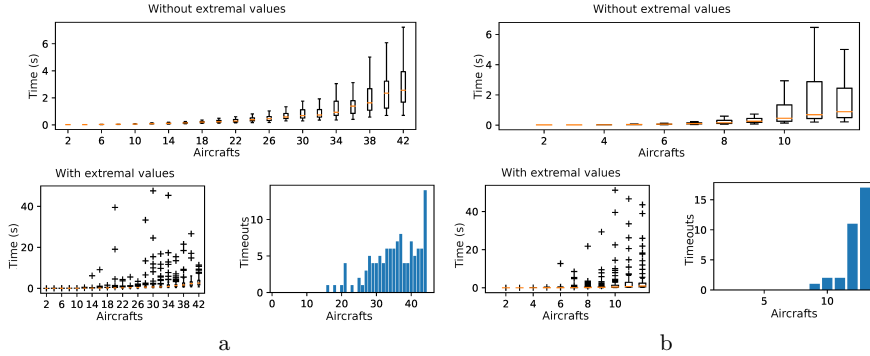 Without extremal values
Time (s)
6
4
2
0
2 6 10 14 18 22 26 30 34 38 42
Aircrafts
Without extremal values
Time (s)
6
4
2
0
2 4 6 8 10
Aircrafts
With extremal values
Time (s)
40
20
0
2 6 10 14 18 22 26 30 34 38 42
Aircrafts
Timeouts
10
5
0
0 10 20 30 40
Aircrafts
With extremal values
Time (s)
40
20
0
2 4 6 8 10
Aircrafts
Timeouts
15
10
5
0
5 10
Aircrafts
a
b